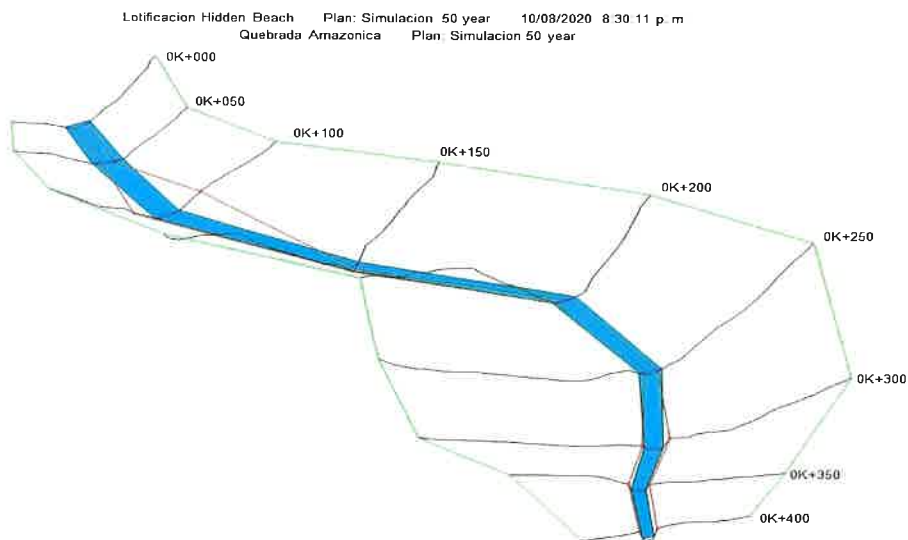 Lotificacion Hidden Beach Plan: Simulacion 50 year 10/08/2020 8:30:11 p.m
Quebrada Amazonica Plan: Simulacion 50 year
0K+000
0K+050
0K+100
0K+150
0K+200
0K+250
0K+300
0K+350
0K+400